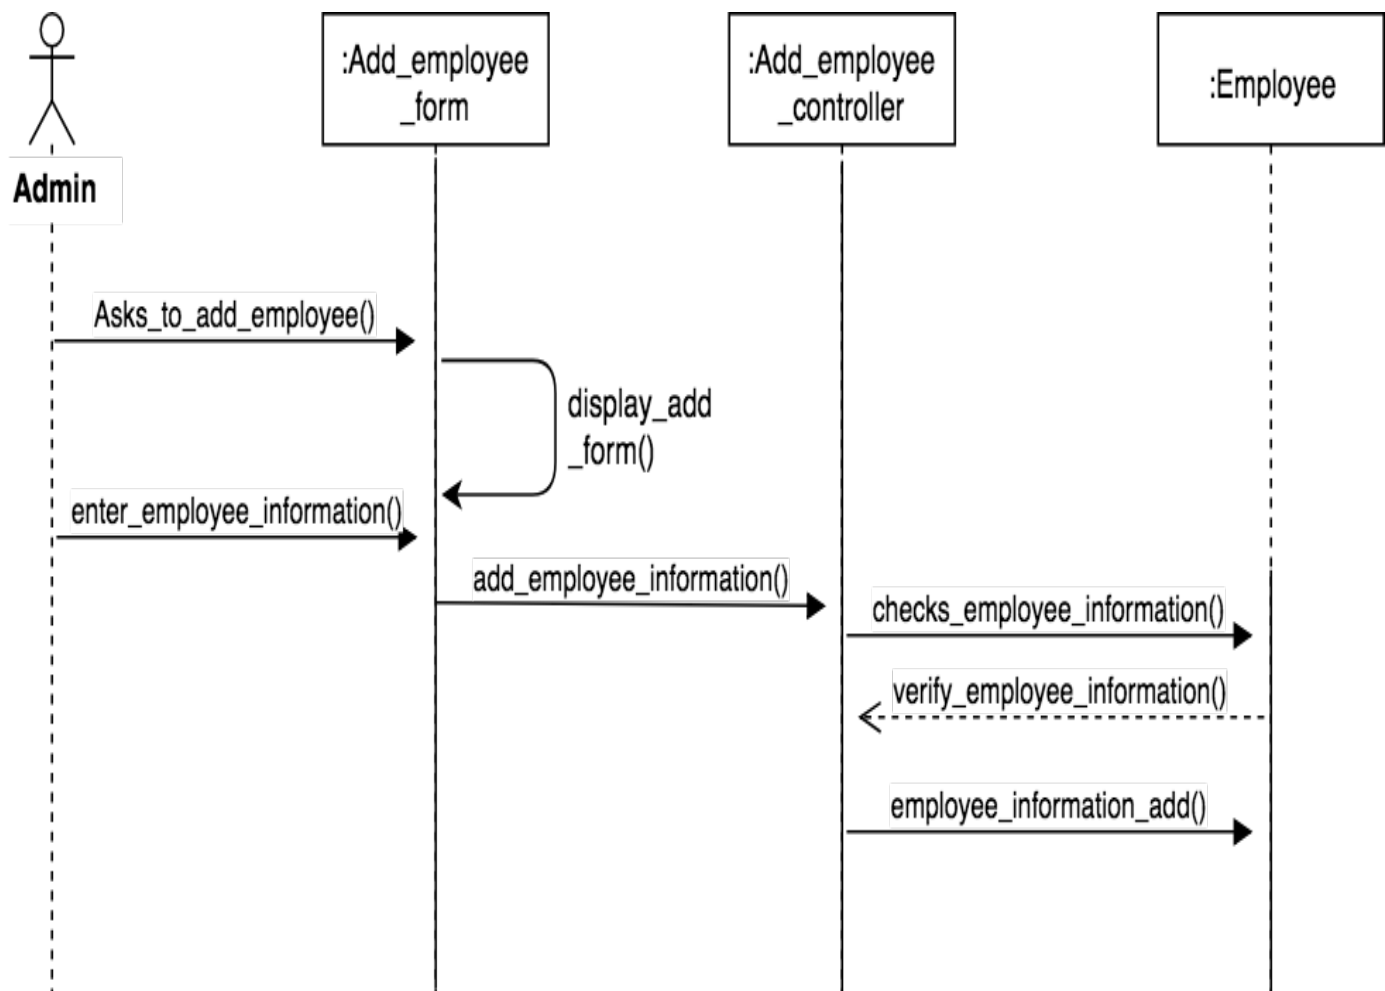 :Add_employee
_form
:Add_employee
_controller
:Employee
Admin
Asks_to_add_employee()
display_add
_form()
enter_employee_information()
add_employee_information()
checks_employee_information()
verify_employee_information()
employee_information_add()